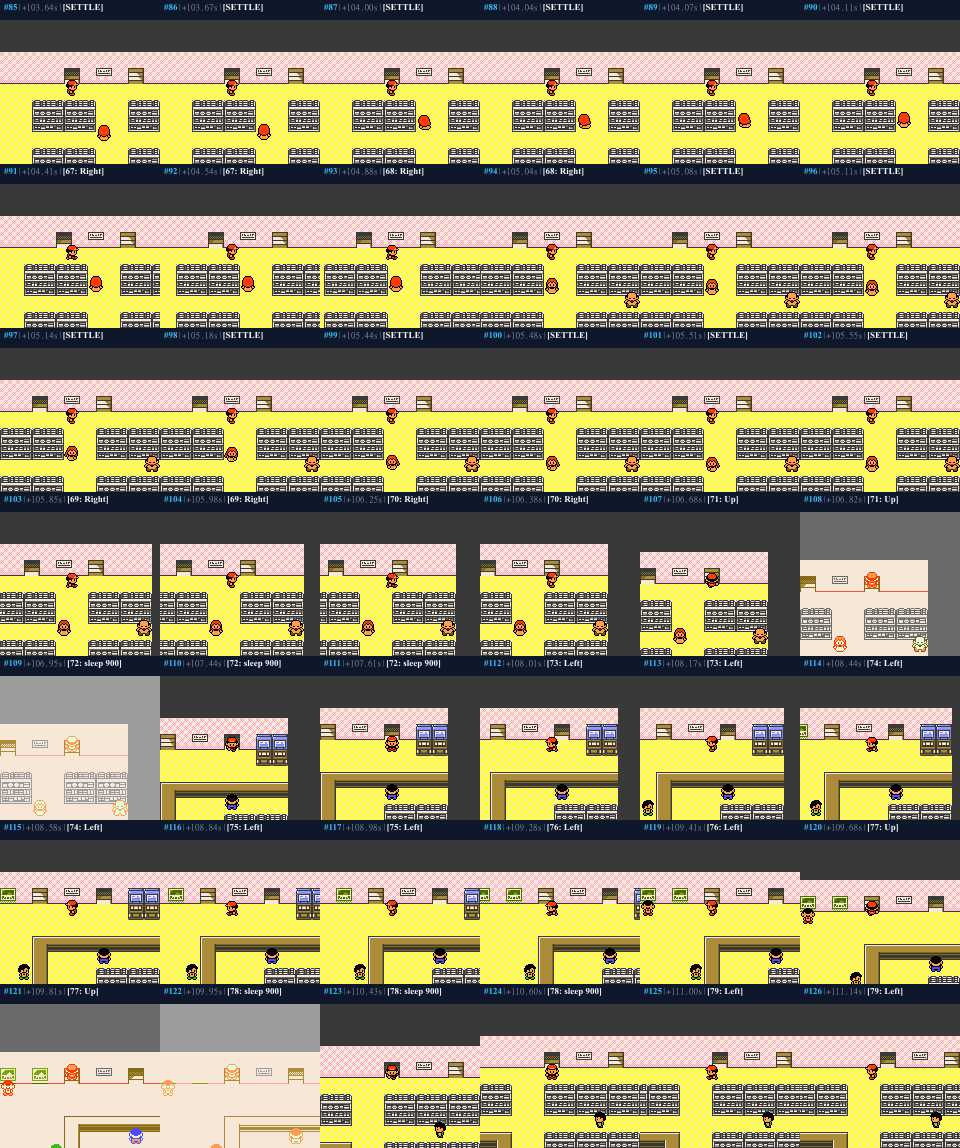 #85 | +103.64s | [SETTLE] #86 | +103.67s | [SETTLE] #87 | +104.00s | [SETTLE] #88 | +104.04s | [SETTLE] #89 | +104.07s | [SETTLE] #90 | +104.11s | [SETTLE]
#91 | +104.41s | [67: Right] #92 | +104.54s | [67: Right] #93 | +104.88s | [68: Right] #94 | +105.04s | [68: Right] #95 | +105.08s | [SETTLE] #96 | +105.11s | [SETTLE]
#97 | +105.14s | [SETTLE] #98 | +105.18s | [SETTLE] #99 | +105.44s | [SETTLE] #100 | +105.48s | [SETTLE] #101 | +105.51s | [SETTLE] #102 | +105.55s | [SETTLE]
#103 | +105.85s | [69: Right] #104 | +105.98s | [69: Right] #105 | +106.25s | [70: Right] #106 | +106.38s | [70: Right] #107 | +106.68s | [71: Up] #108 | +106.82s | [71: Up]
#109 | +106.95s | [72: sleep 900] #110 | +107.44s | [72: sleep 900] #111 | +107.61s | [72: sleep 900] #112 | +108.01s | [73: Left] #113 | +108.17s | [73: Left] #114 | +108.44s | [74: Left]
#115 | +108.58s | [74: Left] #116 | +108.84s | [75: Left] #117 | +108.98s | [75: Left] #118 | +109.28s | [76: Left] #119 | +109.41s | [76: Left] #120 | +109.68s | [77: Up]
#121 | +109.81s | [77: Up] #122 | +109.95s | [78: sleep 900] #123 | +110.43s | [78: sleep 900] #124 | +110.60s | [78: sleep 900] #125 | +111.00s | [79: Left] #126 | +111.14s | [79: Left]